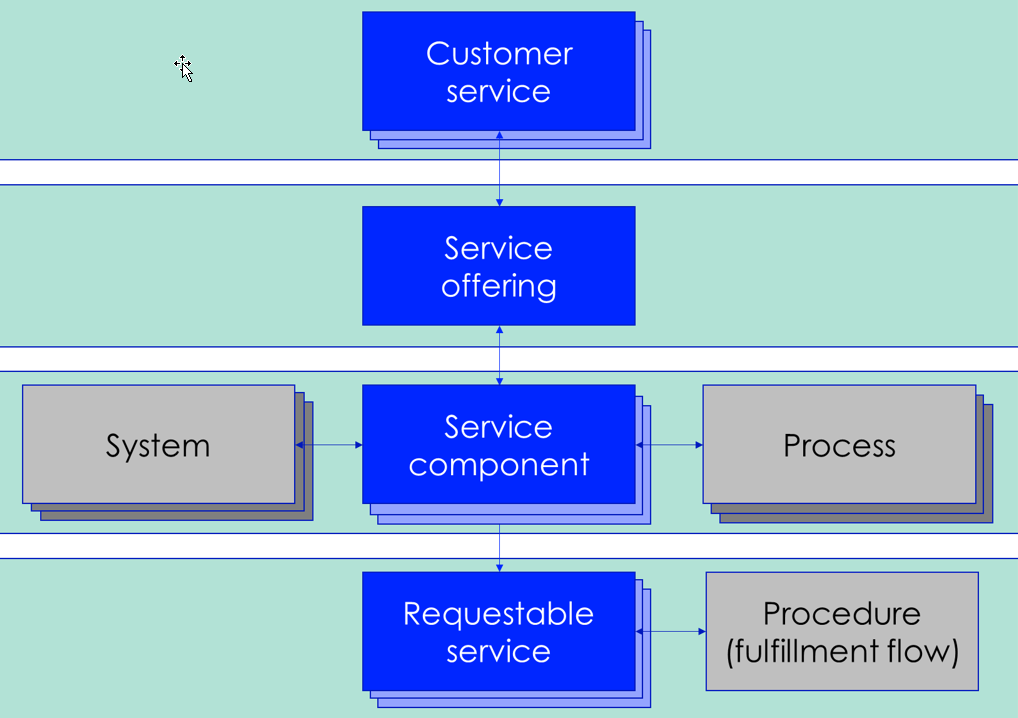 Customer
service
Service
offering
System
Service
component
Process
Requestable
service
Procedure
(fulfillment flow)